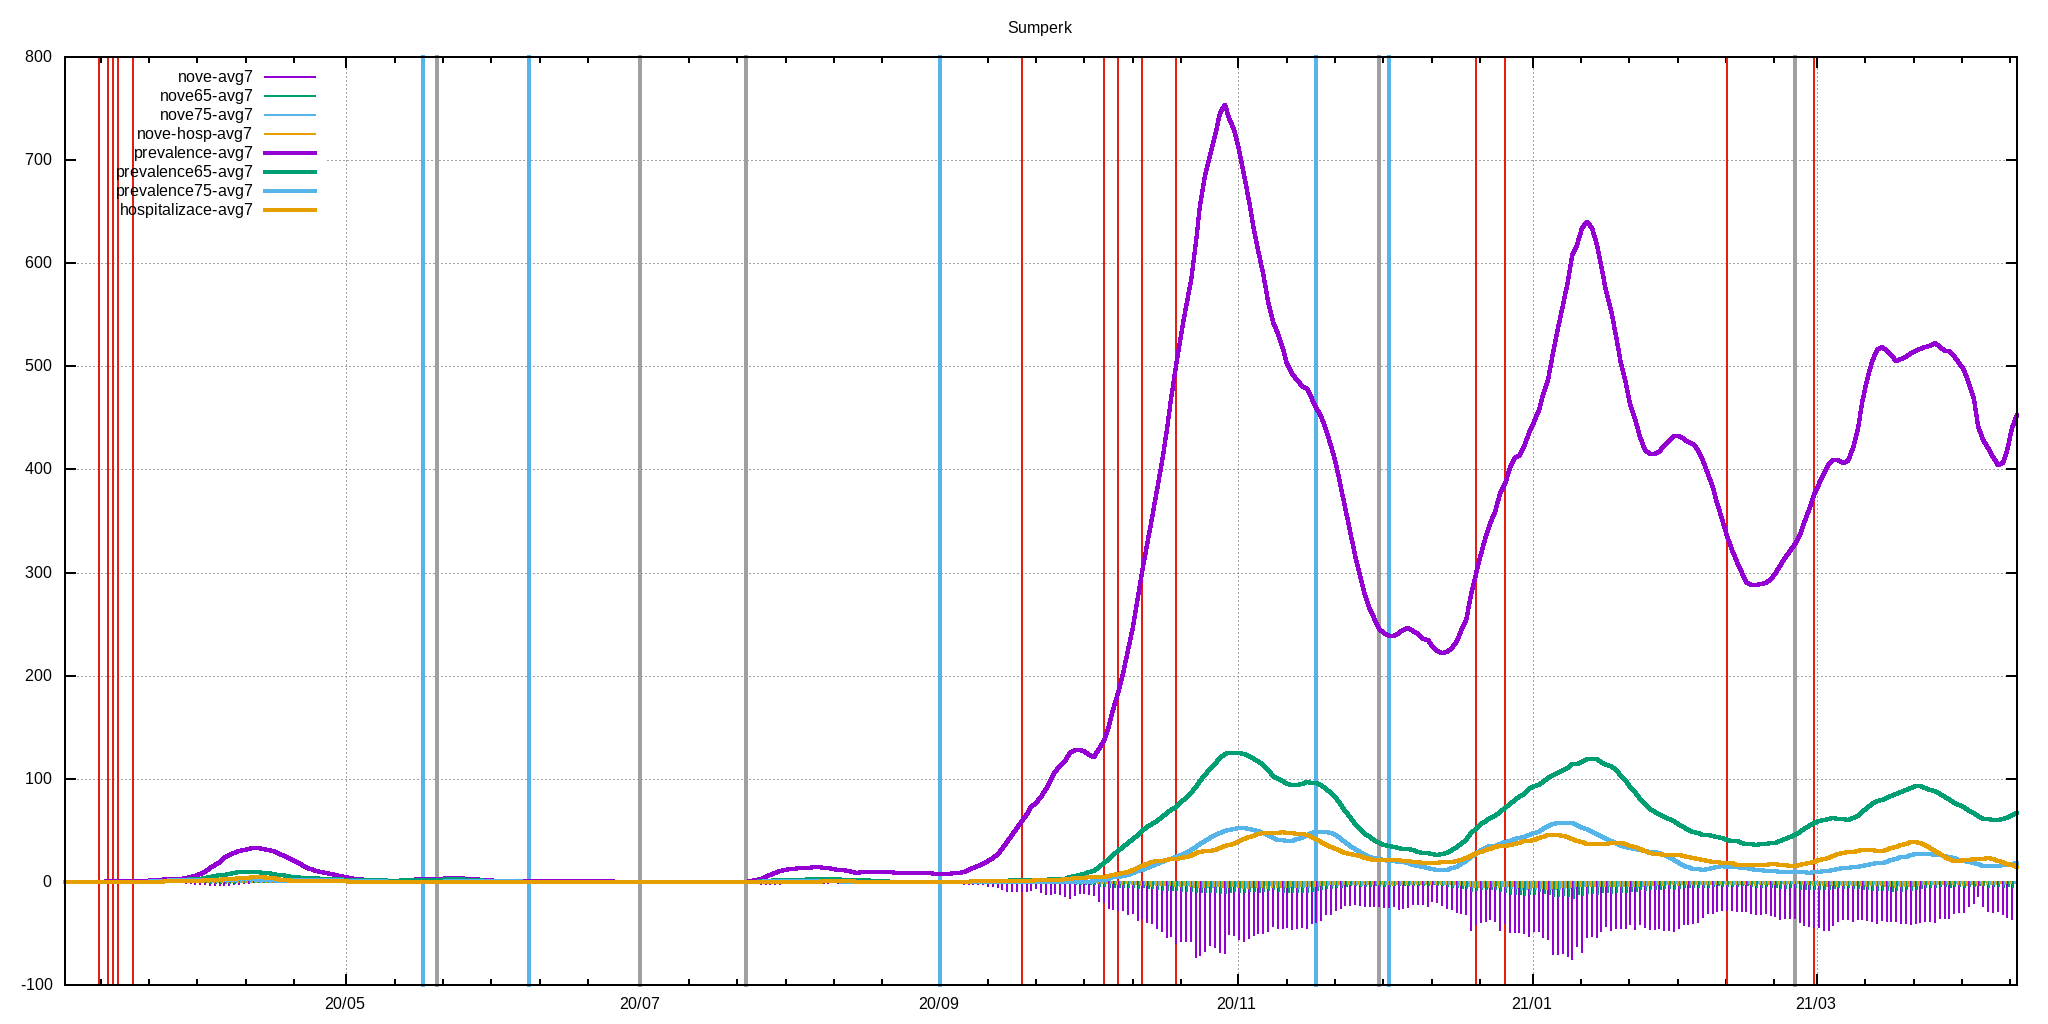 Sumperk
800
700
600
500
400
300
200
100
0
-100
nove-avg7
nove65-avg7
nove75-avg7
nove-hosp-avg7
prevalence-avg7
prevalence65-avg7
prevalence75-avg7
hospitalizace-avg7
20/05
20/07
20/09
20/11
21/01
21/03